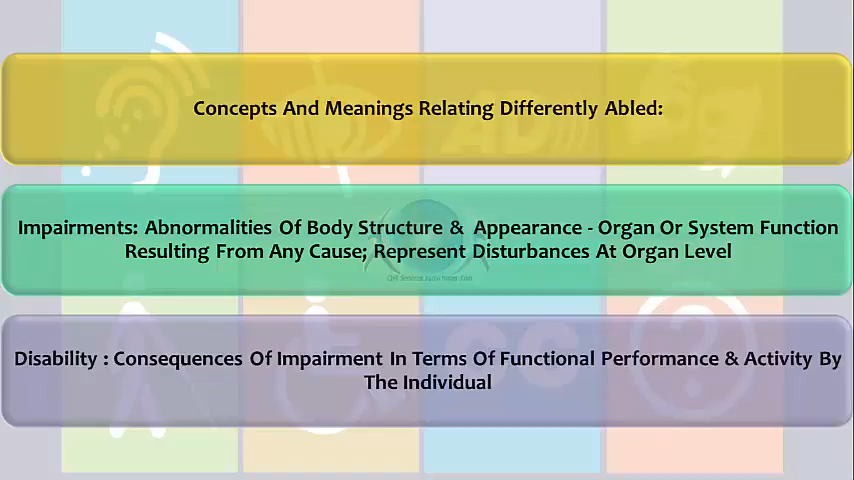 Concepts And Meanings Relating Differently Abled:
Impairments: Abnormalities Of Body Structure & Appearance - Organ Or System Function
Resulting From Any Cause; Represent Disturbances At Organ Level
Disability : Consequences Of Impairment In Terms Of Functional Performance & Activity By
The Individual